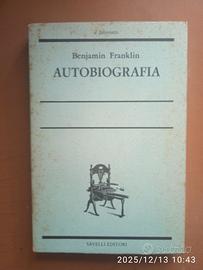 Benjamin Franklin
AUTOBIOGRAFIA
SAVELLI EDITORI
2025/12/13 10:43